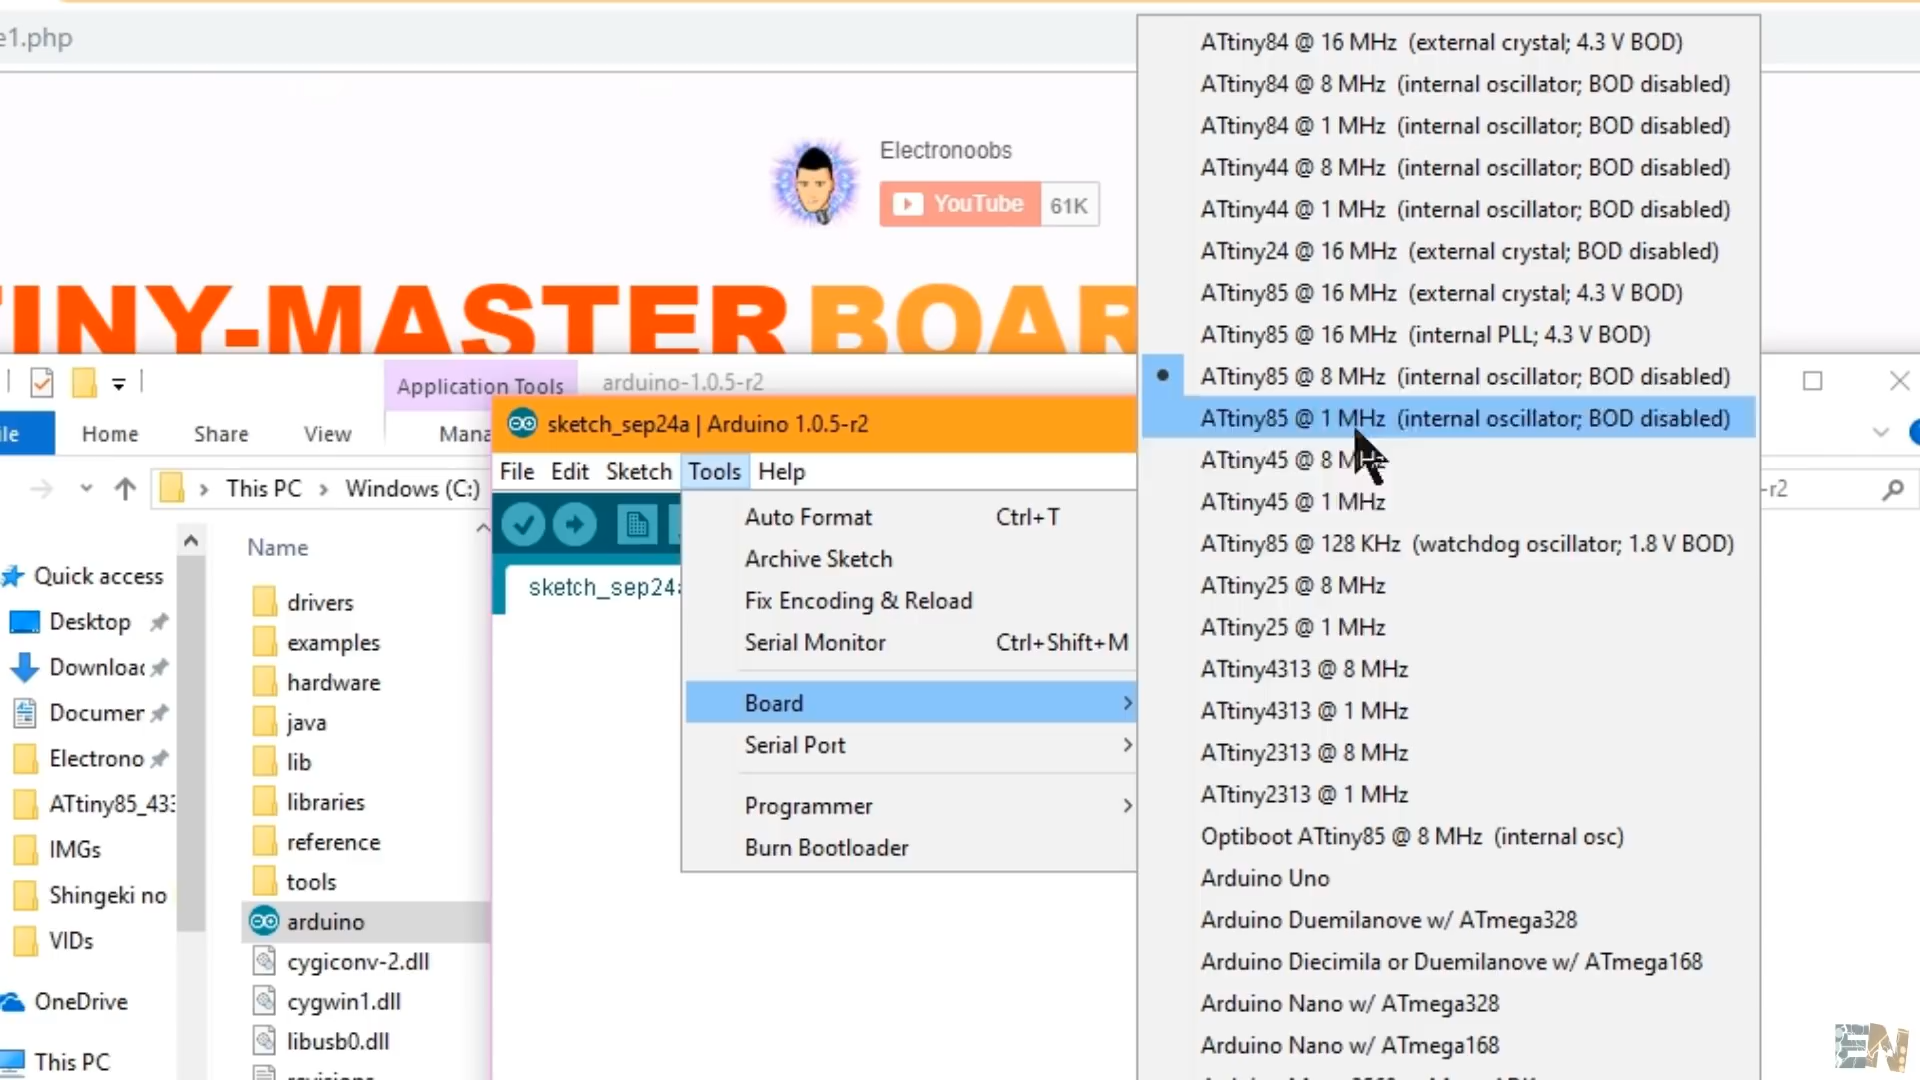 e1.php
Electronoobs
YouTube 61K
TINY-MASTER BOAR
Application Tools
arduino-1.0.5-r2
ile
Home
Share
View
Mana
This PC
Windows (C:)
-r2
Quick access
Desktop
Download
Documen
Electrono
ATtiny85_433
IMGs
Shingeki no
VIDs
OneDrive
This PC
Name
drivers
examples
hardware
java
lib
libraries
reference
tools
arduino
cygiconv-2.dll
cygwin1.dll
libusb0.dll
revisions
sketch_sep24a | Arduino 1.0.5-r2
File Edit Sketch Tools Help
sketch_sep24a
Auto Format Ctrl+T
Archive Sketch
Fix Encoding & Reload
Serial Monitor Ctrl+Shift+M
Board
Serial Port
Programmer
Burn Bootloader
ATtiny84 @ 16 MHz (external crystal; 4.3 V BOD)
ATtiny84 @ 8 MHz (internal oscillator; BOD disabled)
ATtiny84 @ 1 MHz (internal oscillator; BOD disabled)
ATtiny44 @ 8 MHz (internal oscillator; BOD disabled)
ATtiny44 @ 1 MHz (internal oscillator; BOD disabled)
ATtiny24 @ 16 MHz (external crystal; BOD disabled)
ATtiny85 @ 16 MHz (external crystal; 4.3 V BOD)
ATtiny85 @ 16 MHz (internal PLL; 4.3 V BOD)
ATtiny85 @ 8 MHz (internal oscillator; BOD disabled)
ATtiny85 @ 1 MHz (internal oscillator; BOD disabled)
ATtiny45 @ 8 MHz
ATtiny45 @ 1 MHz
ATtiny85 @ 128 KHz (watchdog oscillator; 1.8 V BOD)
ATtiny25 @ 8 MHz
ATtiny25 @ 1 MHz
ATtiny4313 @ 8 MHz
ATtiny4313 @ 1 MHz
ATtiny2313 @ 8 MHz
ATtiny2313 @ 1 MHz
Optiboot ATtiny85 @ 8 MHz (internal osc)
Arduino Uno
Arduino Duemilanove w/ ATmega328
Arduino Diecimila or Duemilanove w/ ATmega168
Arduino Nano w/ ATmega328
Arduino Nano w/ ATmega168
EN